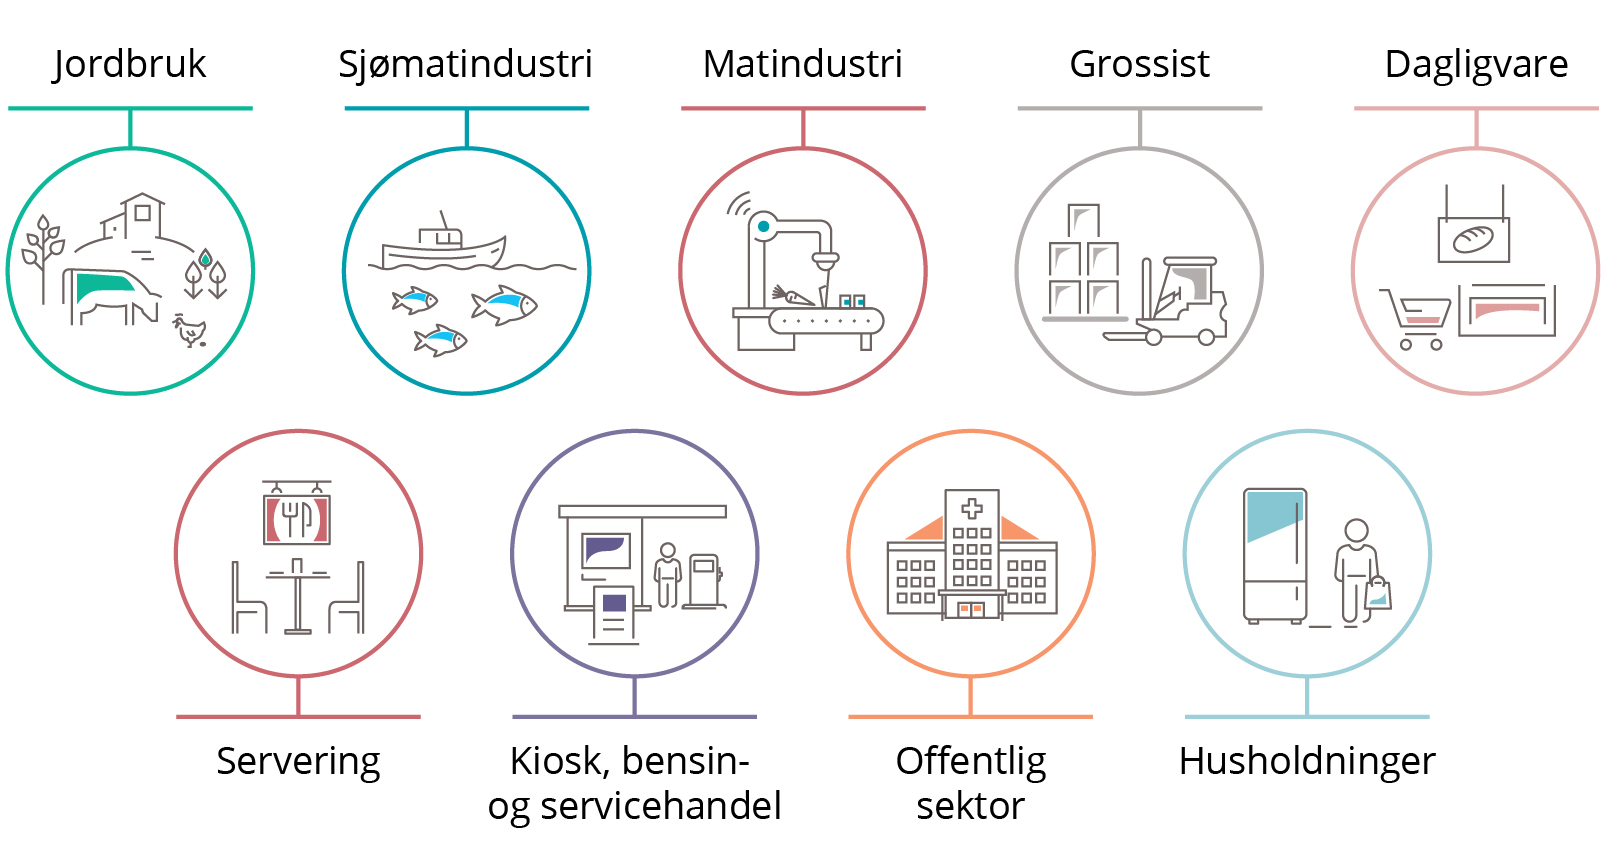 Jordbruk
Sjømatindustri
Matindustri
Grossist
Dagligvare
Servering
Kiosk, bensin-
og servicehandel
Offentlig
sektor
Husholdninger